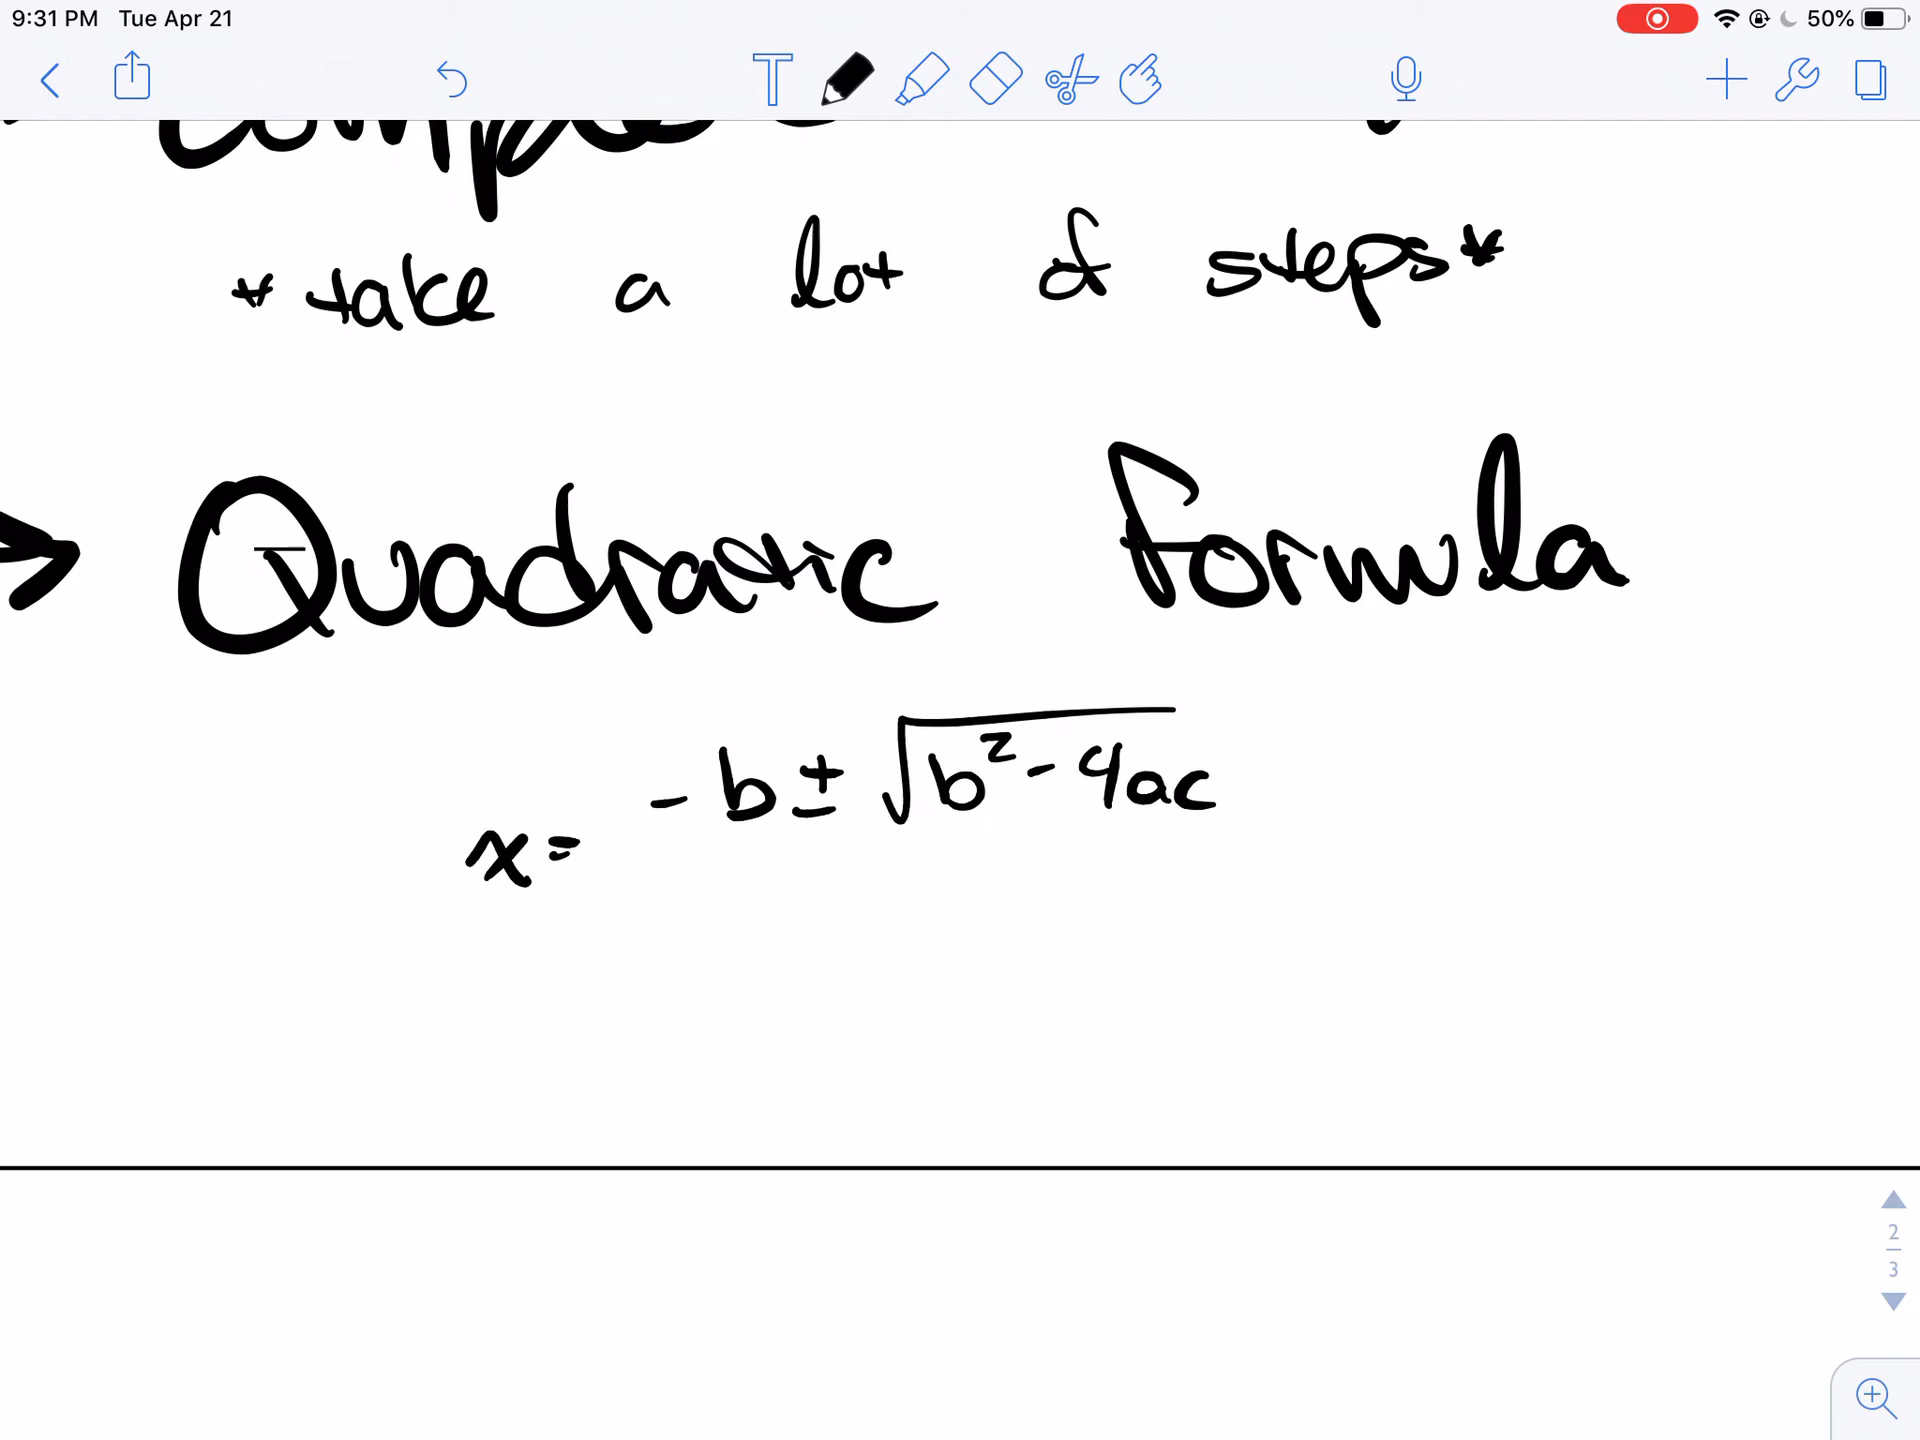 9:31 PM Tue Apr 21 50%
T
*take a lot of steps*
Quadratic Formula
-b ± √b² - 4ac
x =
2
3